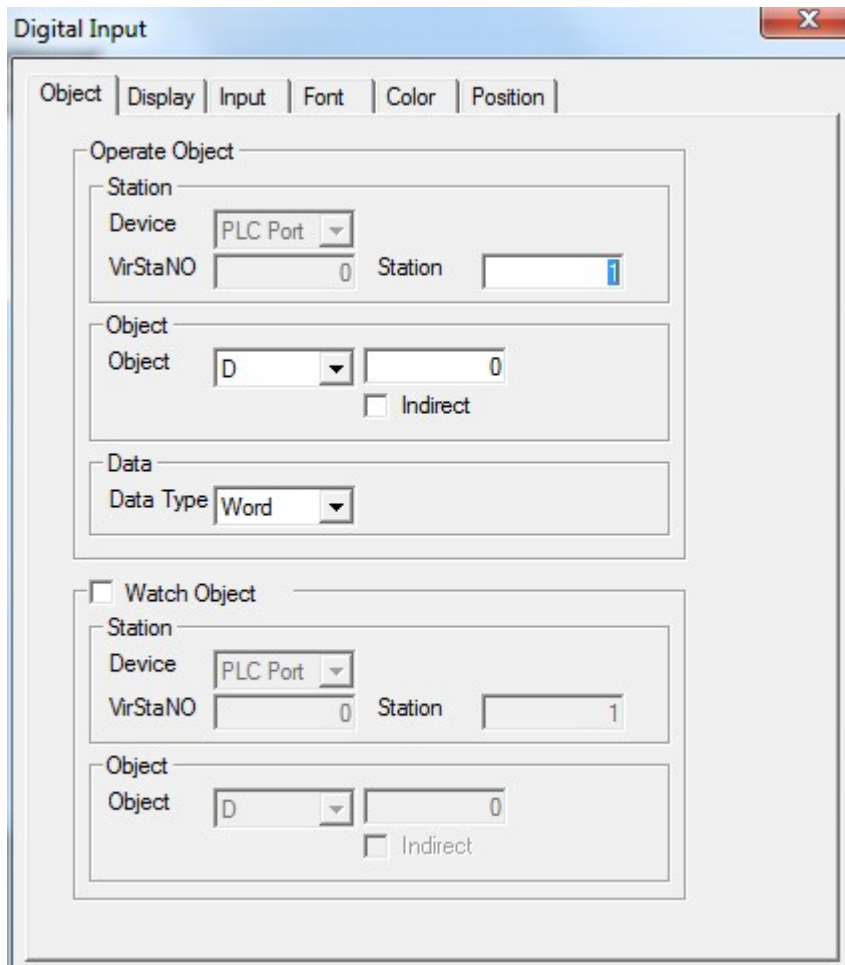 Digital Input
Object Display Input Font Color Position
Operate Object
Station
Device PLC Port
VirStaNO 0 Station 1
Object
Object D 0
Indirect
Data
Data Type Word
Watch Object
Station
Device PLC Port
VirStaNO 0 Station 1
Object
Object D 0
Indirect